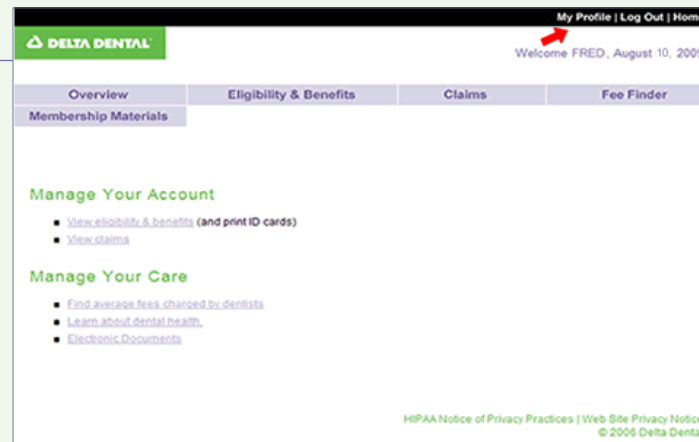 My Profile | Log Out | Hom
DELTA DENTAL
Welcome FRED, August 10, 200
Overview Eligibility & Benefits Claims Fee Finder
Membership Materials
Manage Your Account
View eligibility & benefits (and print ID cards)
View claims
Manage Your Care
Find average fees charged by dentists
Learn about dental health.
Electronic Documents
HIPAA Notice of Privacy Practices | Web Site Privacy Notice
© 2006 Delta Denta